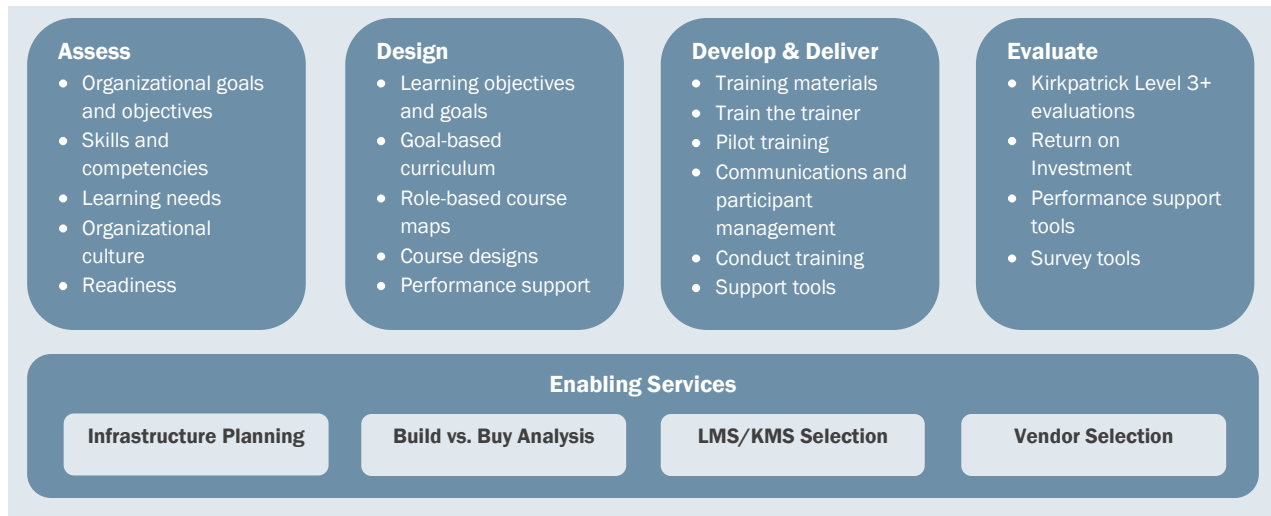 Assess
• Organizational goals
and objectives
• Skills and
competencies
• Learning needs
• Organizational
culture
• Readiness
Design
• Learning objectives
and goals
• Goal-based
curriculum
• Role-based course
maps
• Course designs
• Performance support
Develop & Deliver
• Training materials
• Train the trainer
• Pilot training
• Communications and
participant
management
• Conduct training
• Support tools
Evaluate
• Kirkpatrick Level 3+
evaluations
• Return on
Investment
• Performance support
tools
• Survey tools
Enabling Services
Infrastructure Planning
Build vs. Buy Analysis
LMS/KMS Selection
Vendor Selection